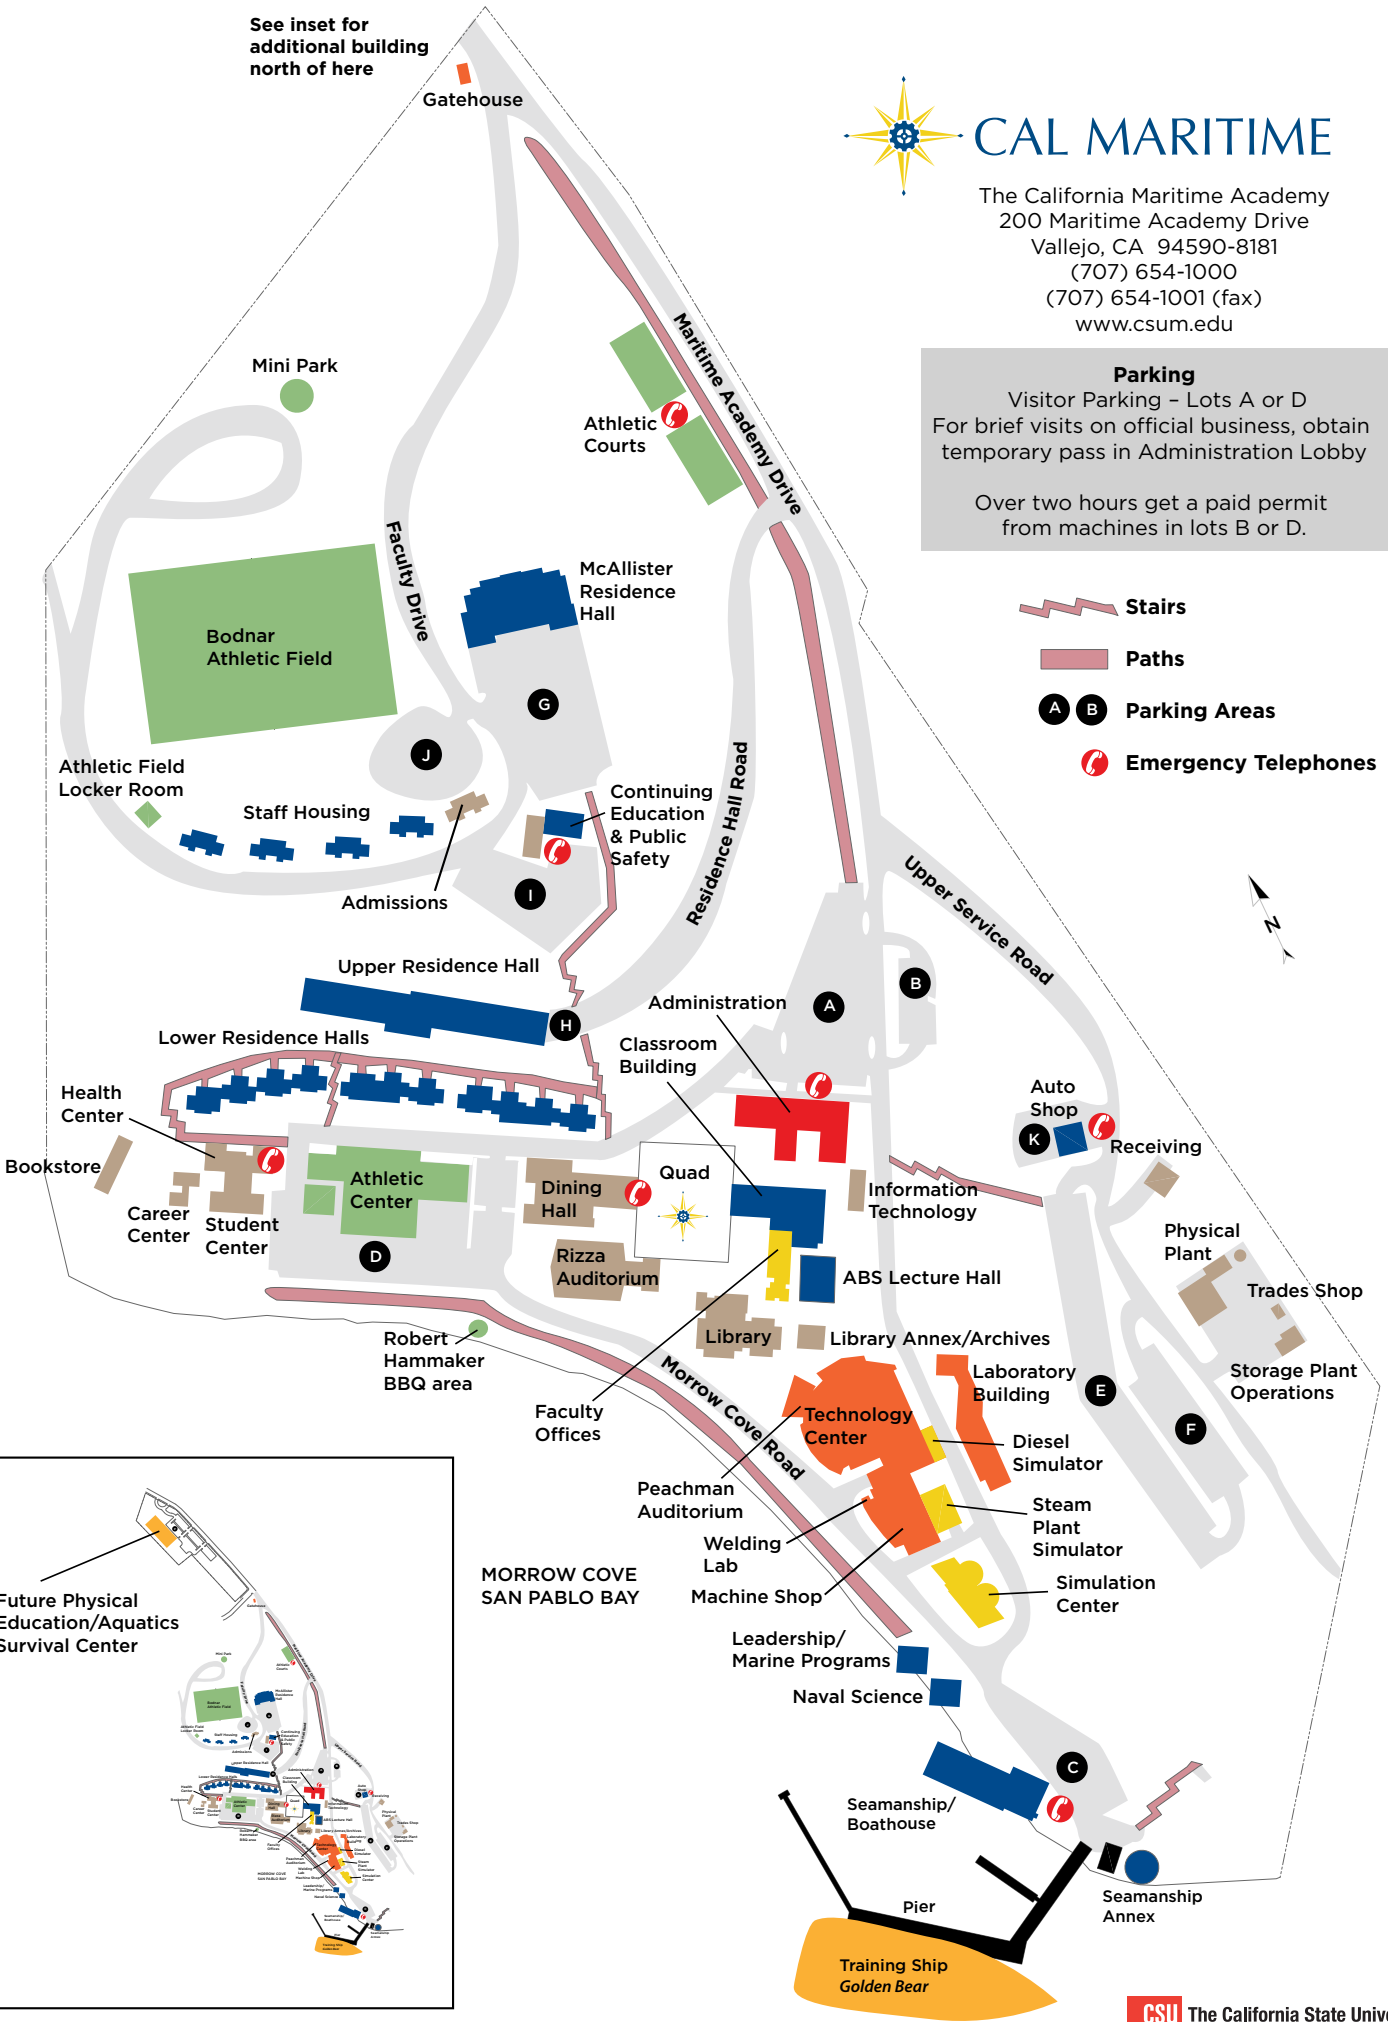 See inset for
additional building
north of here
Gatehouse
CAL MARITIME
The California Maritime Academy
200 Maritime Academy Drive
Vallejo, CA 94590-8181
(707) 654-1000
(707) 654-1001 (fax)
www.csum.edu
Parking
Visitor Parking – Lots A or D
For brief visits on official business, obtain
temporary pass in Administration Lobby
Over two hours get a paid permit
from machines in lots B or D.
Stairs
Paths
A B Parking Areas
Emergency Telephones
Mini Park
Athletic
Courts
Maritime Academy Drive
Faculty Drive
McAllister
Residence
Hall
Bodnar
Athletic Field
G
J
Athletic Field
Locker Room
Staff Housing
Continuing
Education
& Public
Safety
Residence Hall Road
Admissions
I
Upper Service Road
N
Upper Residence Hall
H
Administration
A
B
Lower Residence Halls
Classroom
Building
Health
Center
Auto
Shop
K
Receiving
Bookstore
Athletic
Center
Dining
Hall
Quad
Information
Technology
Career
Center
Student
Center
D
Rizza
Auditorium
ABS Lecture Hall
Physical
Plant
Trades Shop
Storage Plant
Operations
Robert
Hammaker
BBQ area
Library
Library Annex/Archives
Morrow Cove Road
Laboratory
Building
E
F
Faculty
Offices
Technology
Center
Diesel
Simulator
Peachman
Auditorium
Steam
Plant
Simulator
Welding
Lab
Machine Shop
Simulation
Center
MORROW COVE
SAN PABLO BAY
Leadership/
Marine Programs
Naval Science
C
Seamanship/
Boathouse
Seamanship
Annex
Pier
Training Ship
Golden Bear
Future Physical
Education/Aquatics
Survival Center
CSU The California State Unive